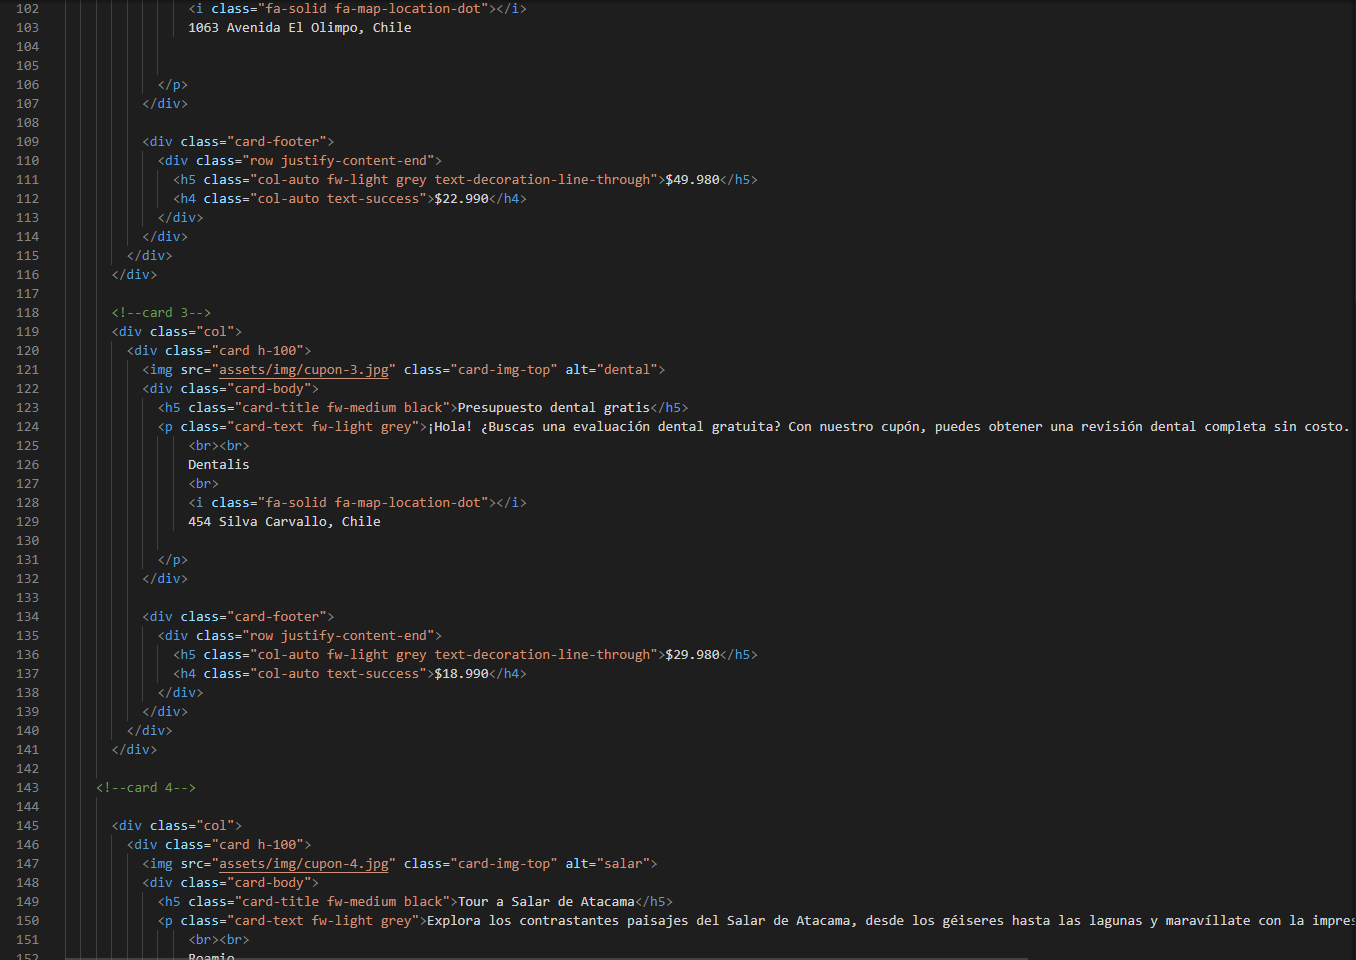 102 <i class="fa-solid fa-map-location-dot"></i>
103 1063 Avenida El Olimpo, Chile
104
105
106 </p>
107 </div>
108
109 <div class="card-footer">
110 <div class="row justify-content-end">
111 <h5 class="col-auto fw-light grey text-decoration-line-through">$49.980</h5>
112 <h4 class="col-auto text-success">$22.990</h4>
113 </div>
114 </div>
115 </div>
116 </div>
117
118 <!--card 3-->
119 <div class="col">
120 <div class="card h-100">
121 <img src="assets/img/cupon-3.jpg" class="card-img-top" alt="dental">
122 <div class="card-body">
123 <h5 class="card-title fw-medium black">Presupuesto dental gratis</h5>
124 <p class="card-text fw-light grey">¡Hola! ¿Buscas una evaluación dental gratuita? Con nuestro cupón, puedes obtener una revisión dental completa sin costo.
125 <br><br>
126 Dentalis
127 <br>
128 <i class="fa-solid fa-map-location-dot"></i>
129 454 Silva Carvallo, Chile
130
131 </p>
132 </div>
133
134 <div class="card-footer">
135 <div class="row justify-content-end">
136 <h5 class="col-auto fw-light grey text-decoration-line-through">$29.980</h5>
137 <h4 class="col-auto text-success">$18.990</h4>
138 </div>
139 </div>
140 </div>
141 </div>
142
143 <!--card 4-->
144
145 <div class="col">
146 <div class="card h-100">
147 <img src="assets/img/cupon-4.jpg" class="card-img-top" alt="salar">
148 <div class="card-body">
149 <h5 class="card-title fw-medium black">Tour a Salar de Atacama</h5>
150 <p class="card-text fw-light grey">Explora los contrastantes paisajes del Salar de Atacama, desde los géiseres hasta las lagunas y maravíllate con la impres
151 <br><br>
152